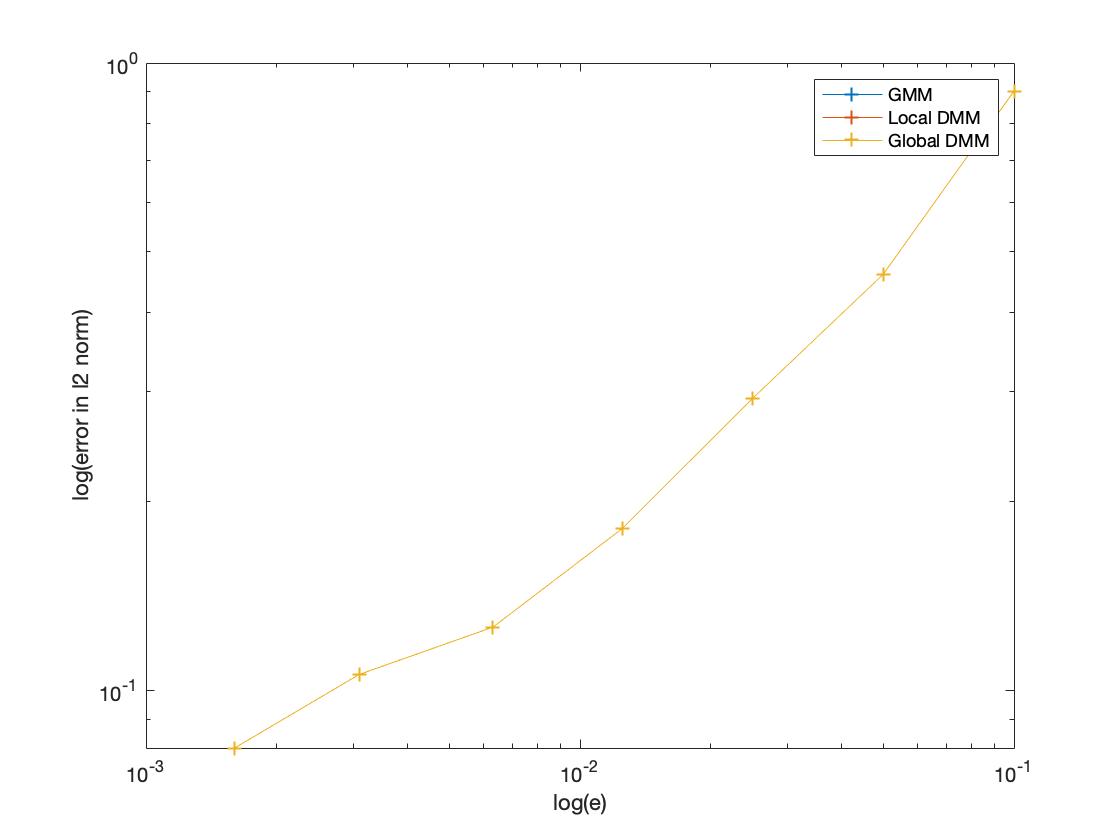 10^0
GMM
Local DMM
Global DMM
log(error in l2 norm)
10^-1
10^-3
10^-2
10^-1
log(e)